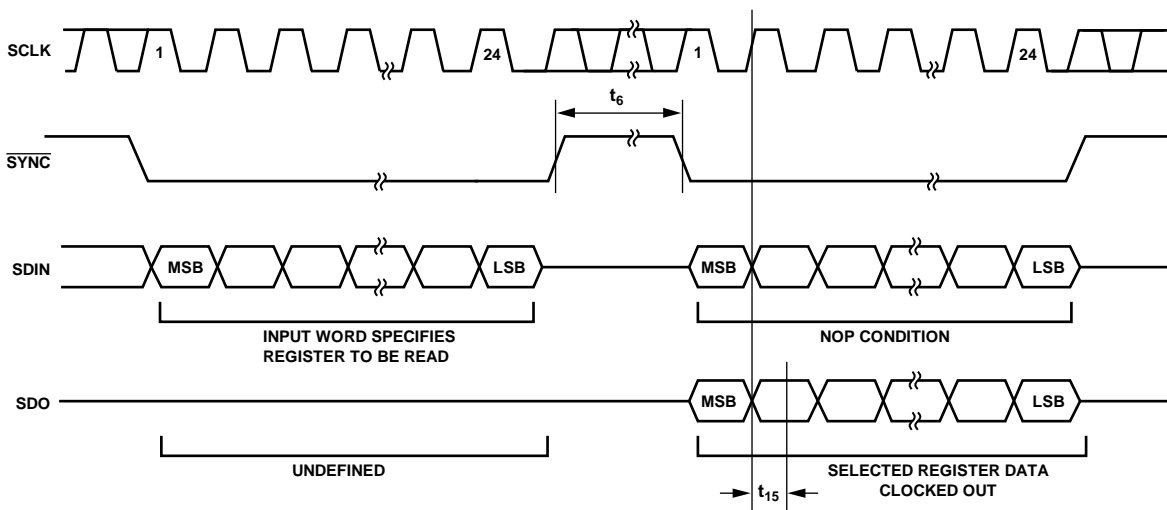 SCLK
1
24
1
24
t6
SYNC
SDIN
MSB
LSB
MSB
LSB
INPUT WORD SPECIFIES
REGISTER TO BE READ
NOP CONDITION
SDO
MSB
LSB
UNDEFINED
SELECTED REGISTER DATA
CLOCKED OUT
t15